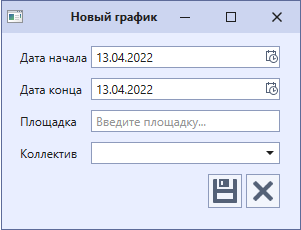 Новый график
Дата начала 13.04.2022
Дата конца 13.04.2022
Площадка Введите площадку...
Коллектив